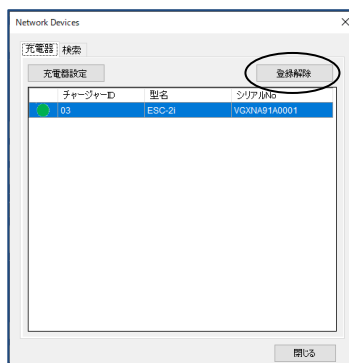 Network Devices
充電器 検索
充電器設定 登録解除
チャージャーID 型名 シリアルNo
03 ESC-2i VGXNA91A0001
閉じる